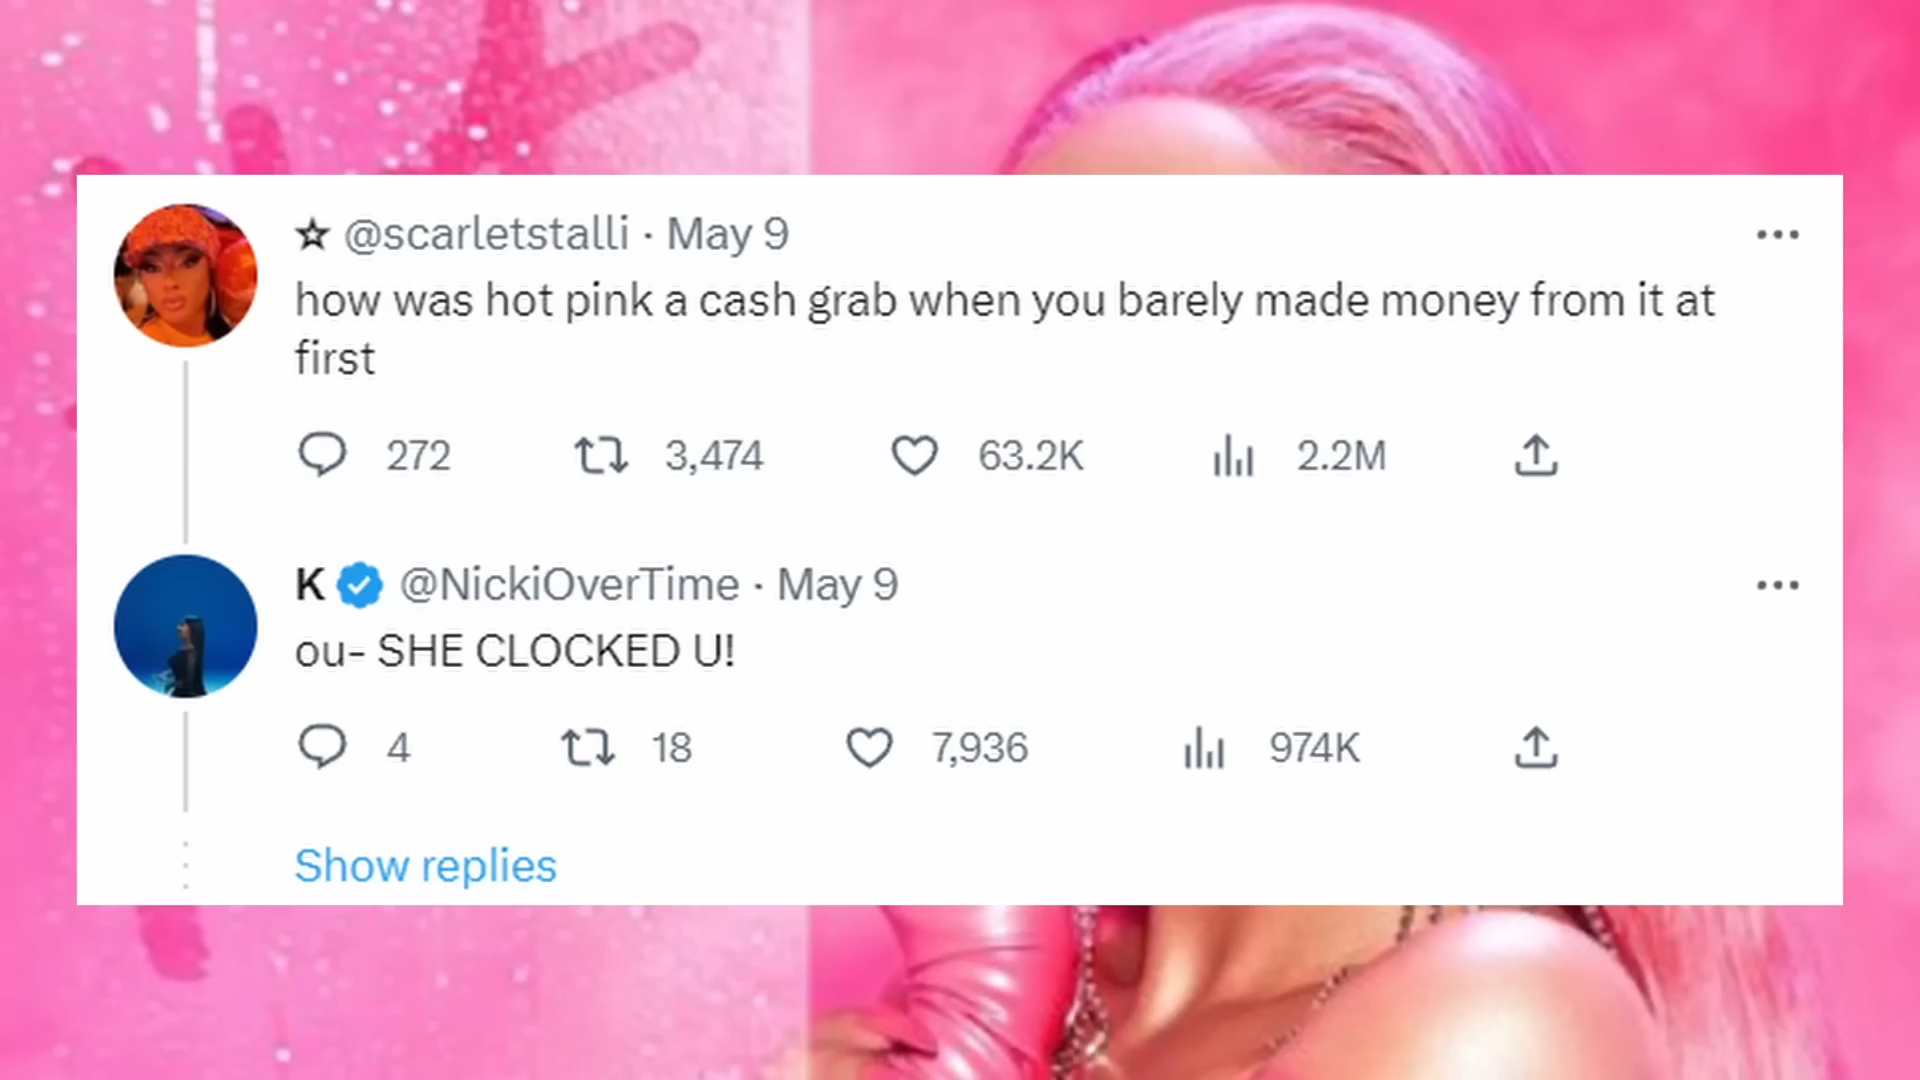 ☆ @scarletstalli · May 9
how was hot pink a cash grab when you barely made money from it at
first
272 3,474 63.2K 2.2M
K @NickiOverTime · May 9
ou- SHE CLOCKED U!
4 18 7,936 974K
Show replies